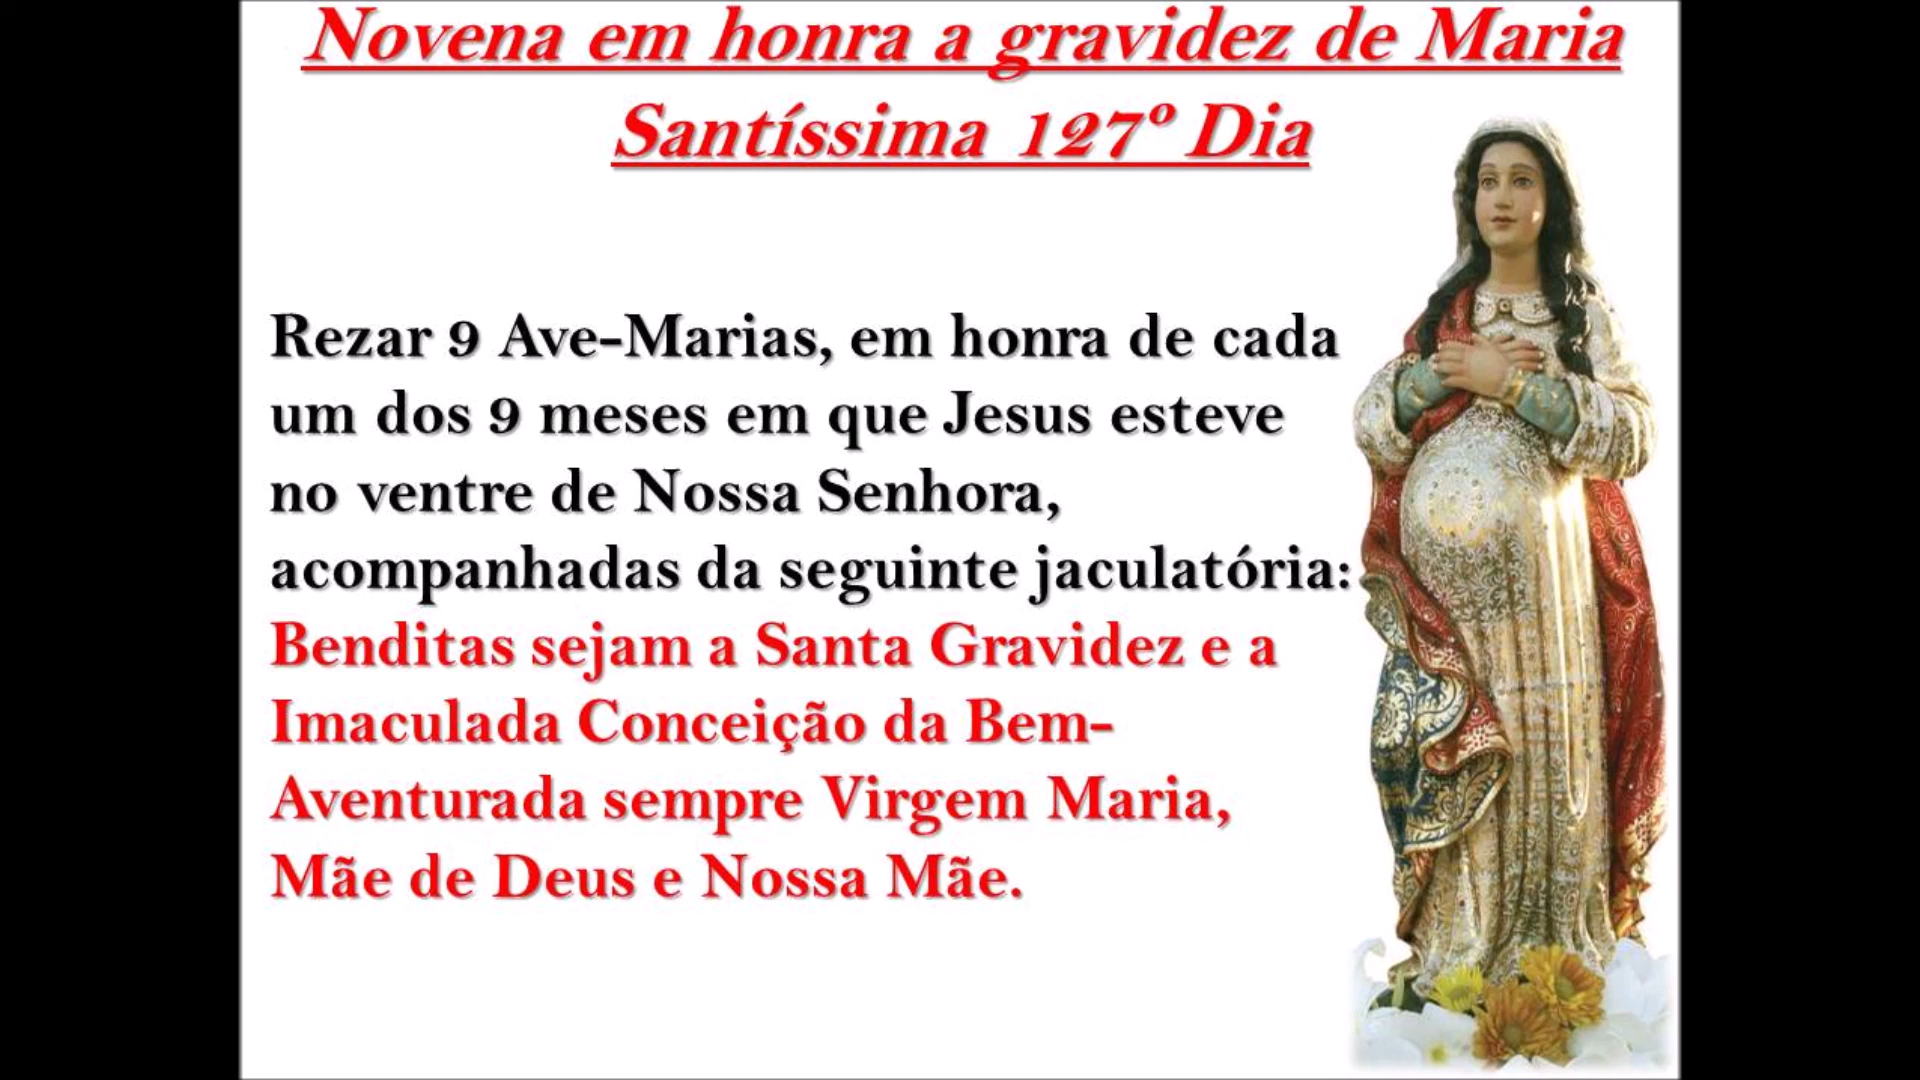 Novena em honra a gravidez de Maria
Santíssima 127º Dia
Rezar 9 Ave-Marias, em honra de cada
um dos 9 meses em que Jesus esteve
no ventre de Nossa Senhora,
acompanhadas da seguinte jaculatória:
Benditas sejam a Santa Gravidez e a
Imaculada Conceição da Bem-
Aventurada sempre Virgem Maria,
Mãe de Deus e Nossa Mãe.